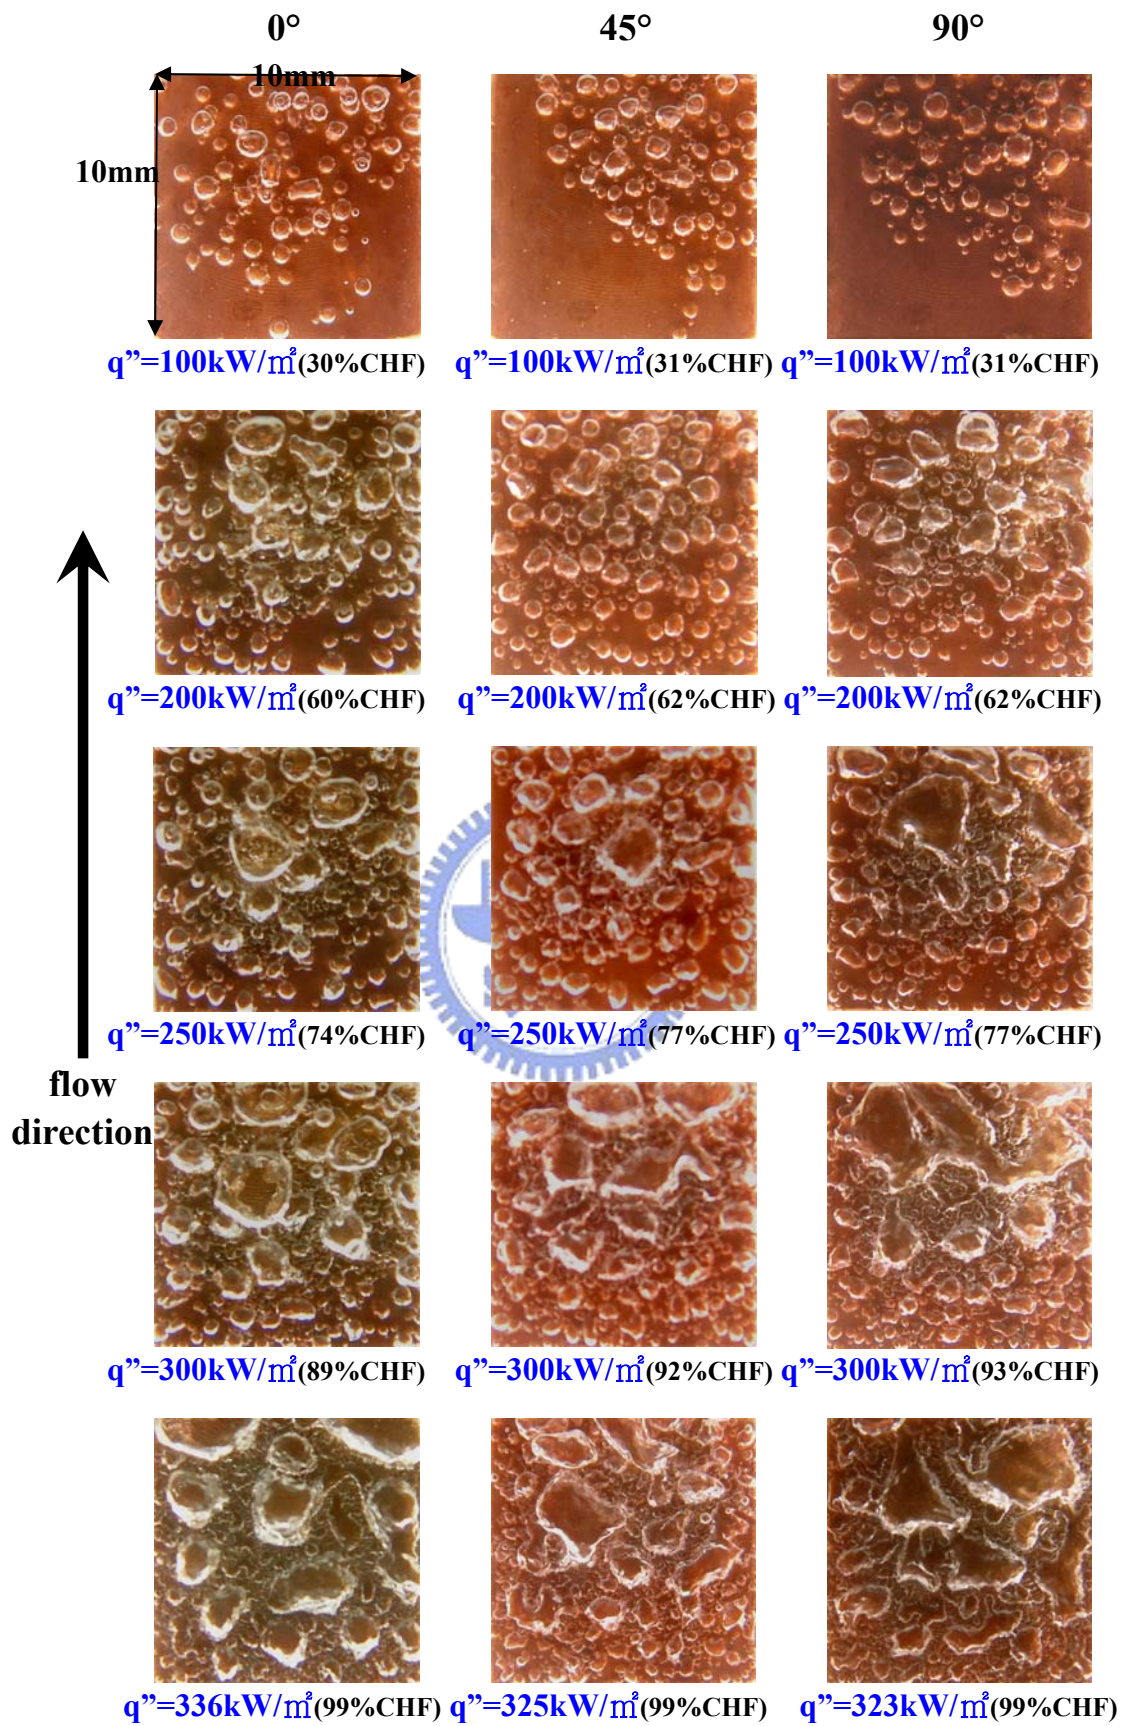 0° 45° 90°
10mm
10mm
q”=100kW/㎡(30%CHF) q”=100kW/㎡(31%CHF) q”=100kW/㎡(31%CHF)
q”=200kW/㎡(60%CHF) q”=200kW/㎡(62%CHF) q”=200kW/㎡(62%CHF)
q”=250kW/㎡(74%CHF) q”=250kW/㎡(77%CHF) q”=250kW/㎡(77%CHF)
flow
direction
q”=300kW/㎡(89%CHF) q”=300kW/㎡(92%CHF) q”=300kW/㎡(93%CHF)
q”=336kW/㎡(99%CHF) q”=325kW/㎡(99%CHF) q”=323kW/㎡(99%CHF)